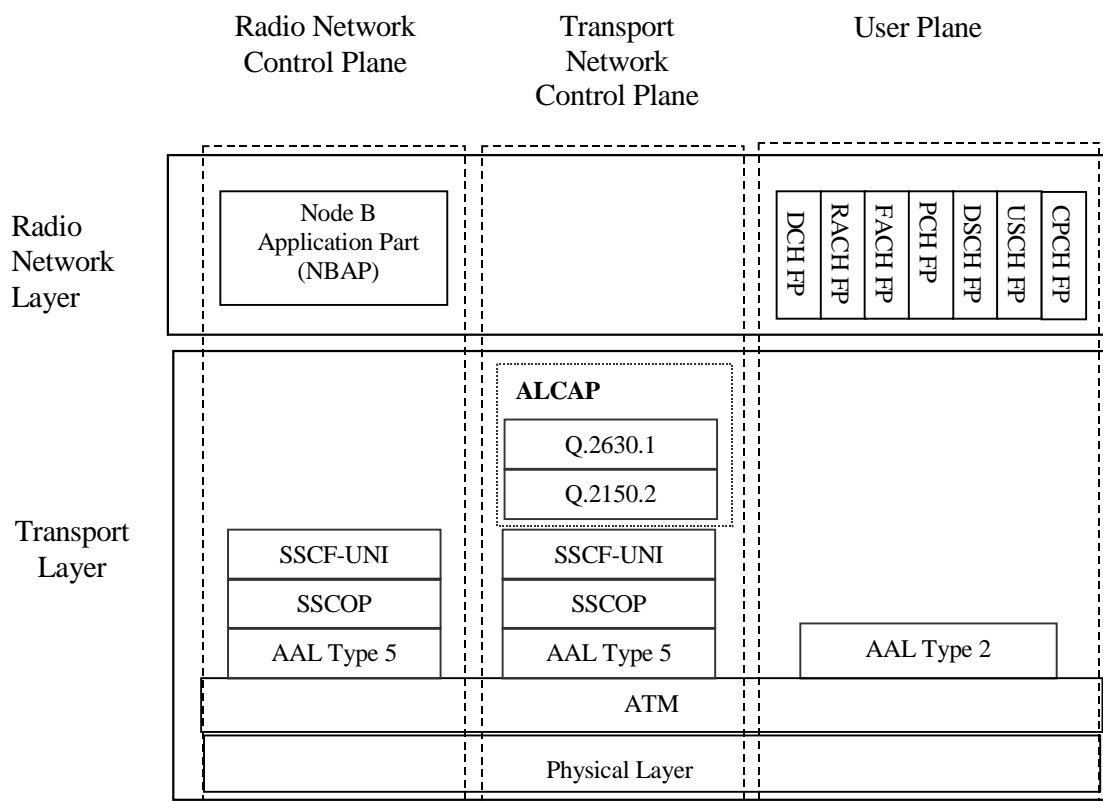 Radio Network
Control Plane
Transport
Network
Control Plane
User Plane
Radio
Network
Layer
Node B
Application Part
(NBAP)
DCH FP
RACH FP
FACH FP
PCH FP
DSCH FP
USCH FP
CPCH FP
Transport
Layer
ALCAP
Q.2630.1
Q.2150.2
SSCF-UNI
SSCOP
AAL Type 5
SSCF-UNI
SSCOP
AAL Type 5
AAL Type 2
ATM
Physical Layer